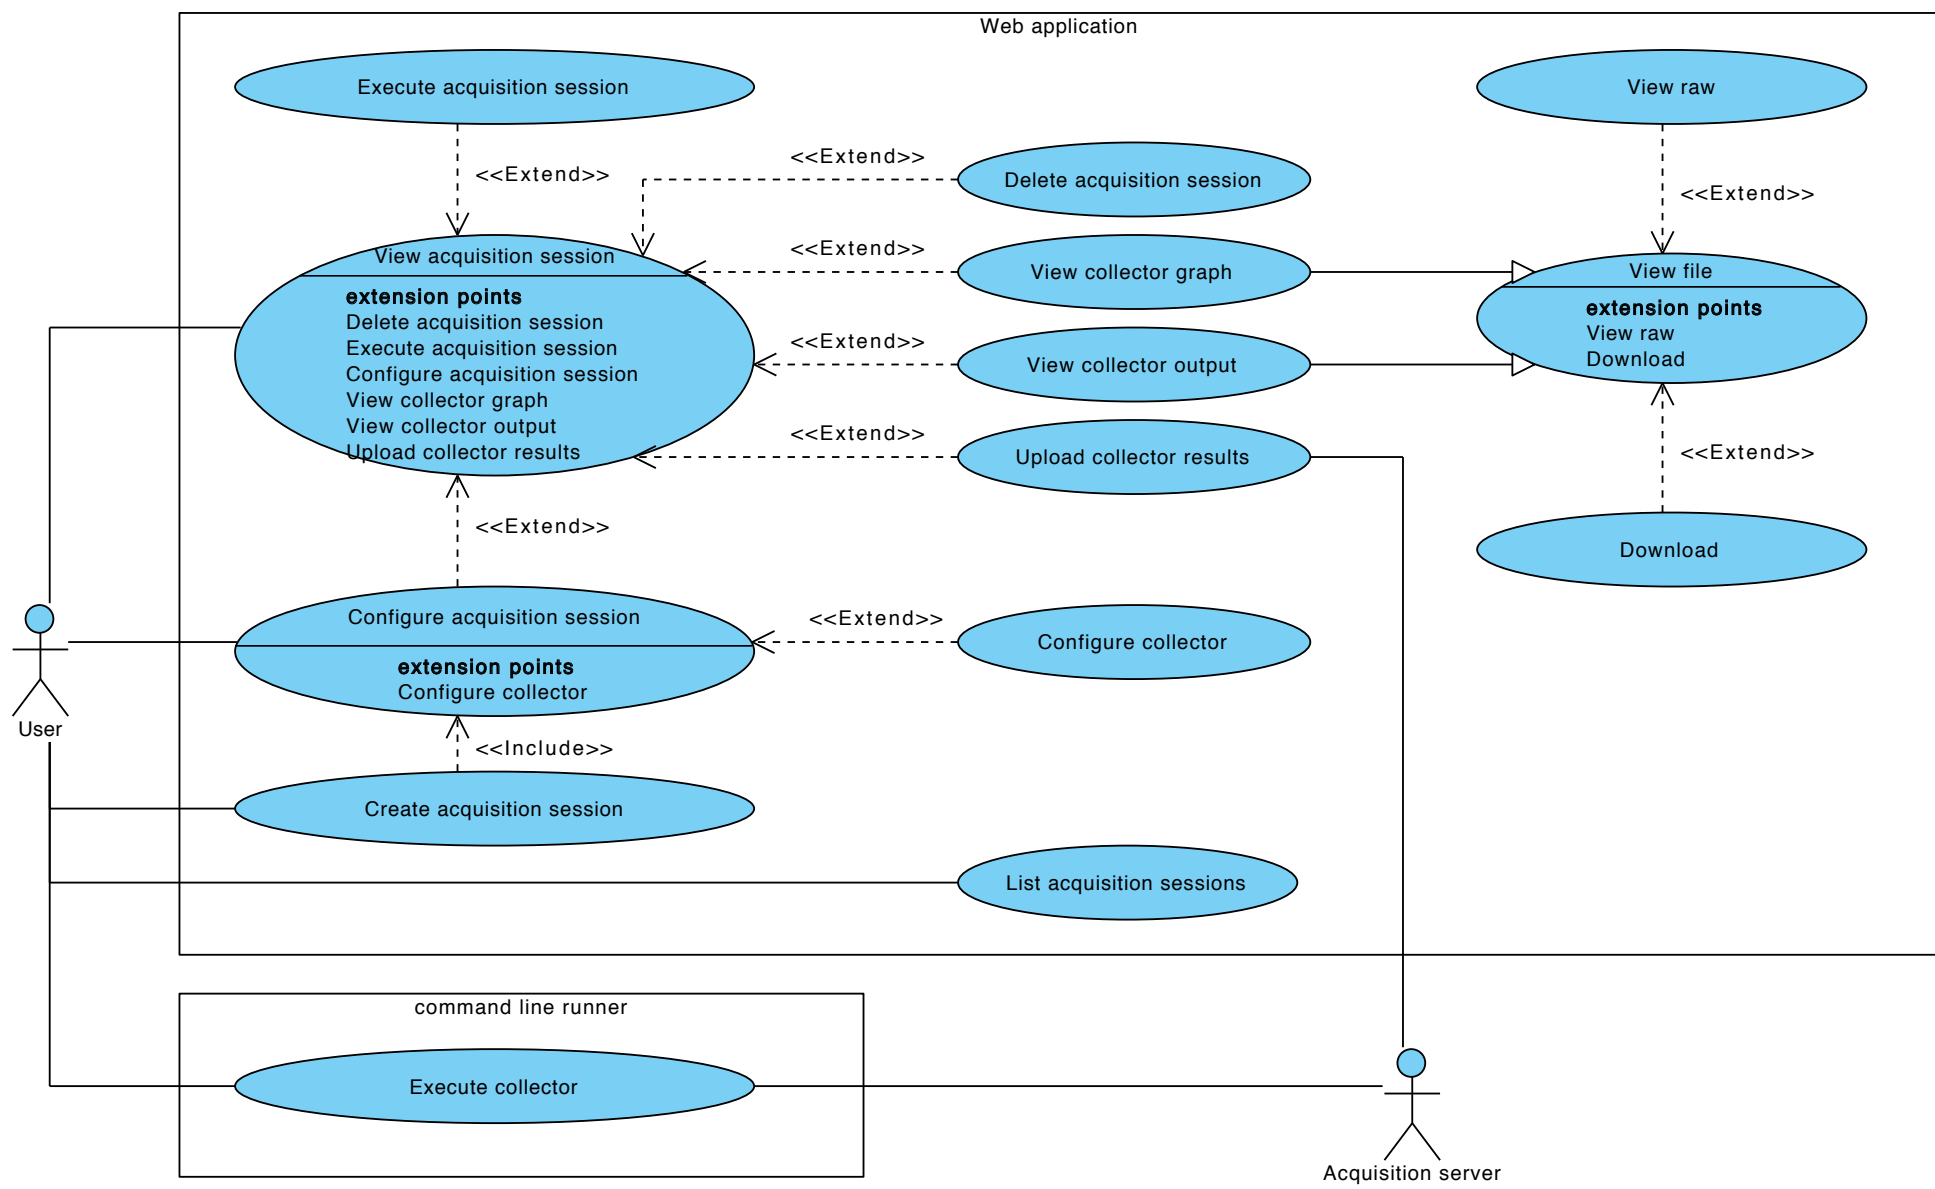 Web application
Execute acquisition session
View raw
<<Extend>>
<<Extend>>
Delete acquisition session
<<Extend>>
View acquisition session
extension points
Delete acquisition session
Execute acquisition session
Configure acquisition session
View collector graph
View collector output
Upload collector results
<<Extend>>
View collector graph
View file
extension points
View raw
Download
<<Extend>>
View collector output
<<Extend>>
Upload collector results
<<Extend>>
<<Extend>>
Download
Configure acquisition session
extension points
Configure collector
<<Extend>>
Configure collector
User
<<Include>>
Create acquisition session
List acquisition sessions
command line runner
Execute collector
Acquisition server